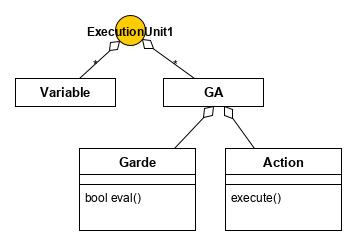 ExecutionUnit1
* *
Variable GA
Garde Action
bool eval() execute()